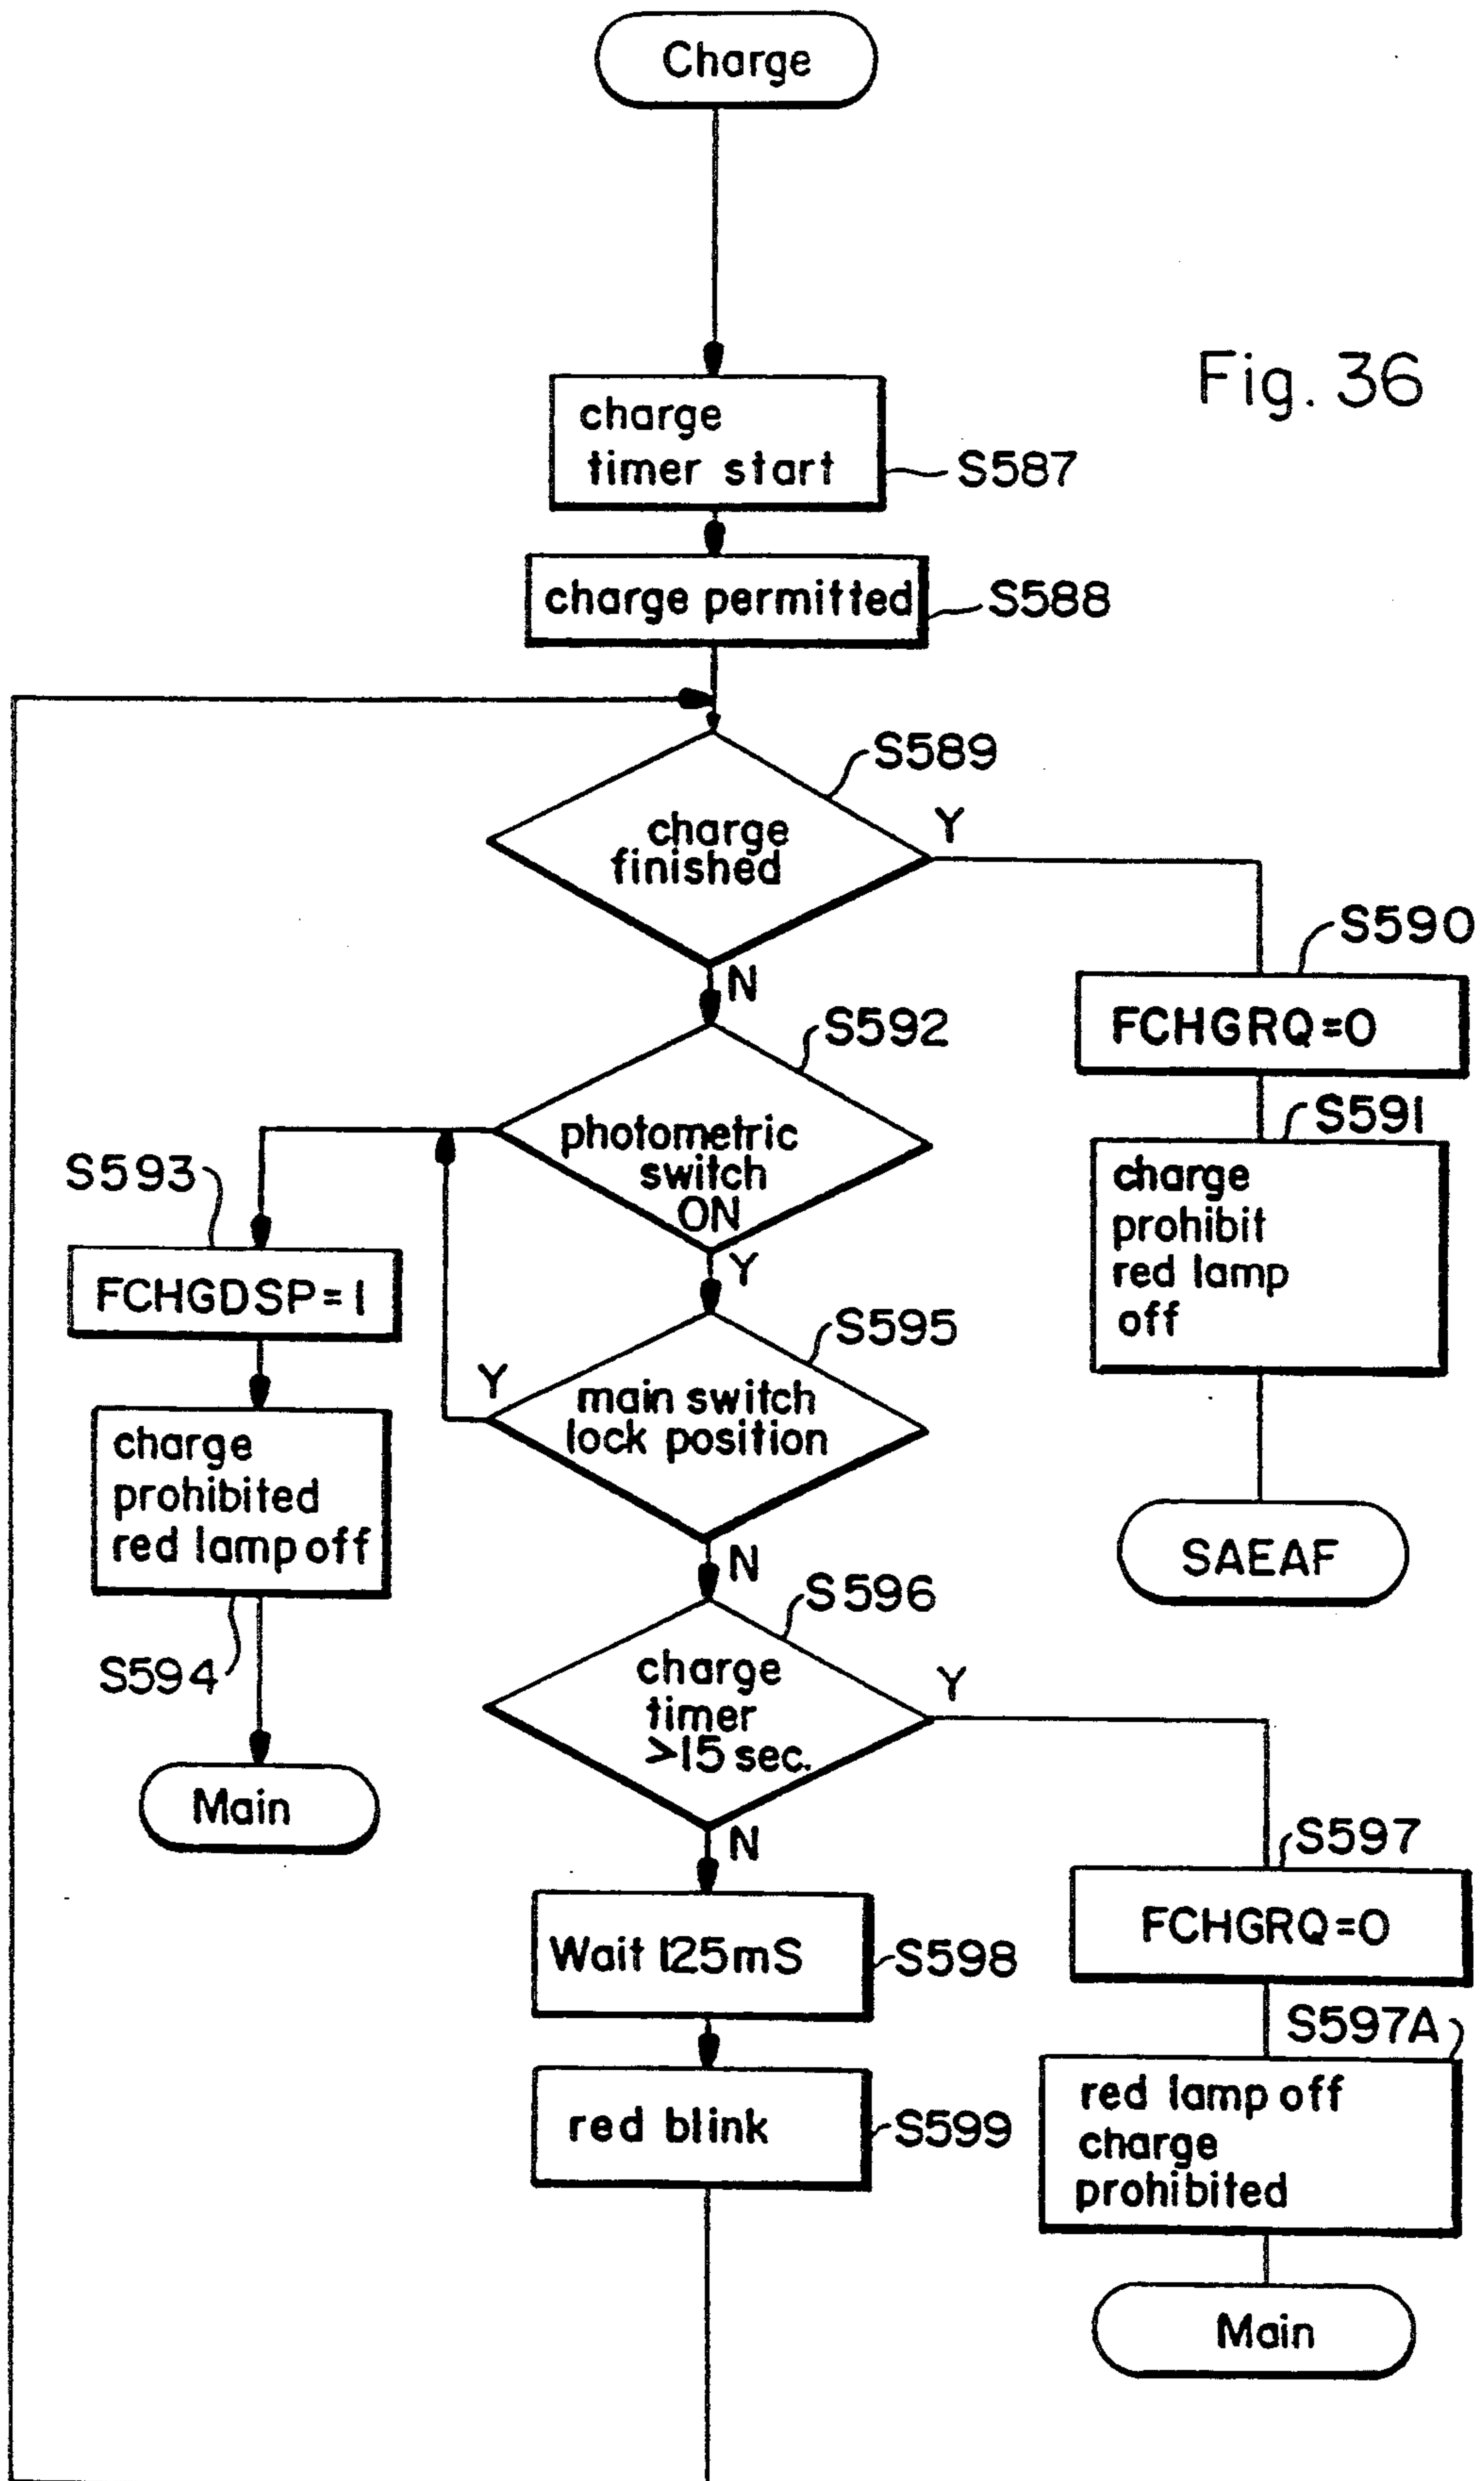 Charge
Fig. 36
charge
timer start
S587
charge permitted
S588
S589
charge
finished
Y
N
S590
FCHGRQ=0
S591
charge
prohibit
red lamp
off
SAEAF
S592
photometric
switch
ON
Y
S593
FCHGDSP=1
charge
prohibited
red lamp off
S594
Main
S595
Y
main switch
lock position
N
S596
charge
timer
>15 sec.
Y
N
S597
FCHGRQ=0
S597A
red lamp off
charge
prohibited
Main
Wait 125mS
S598
red blink
S599